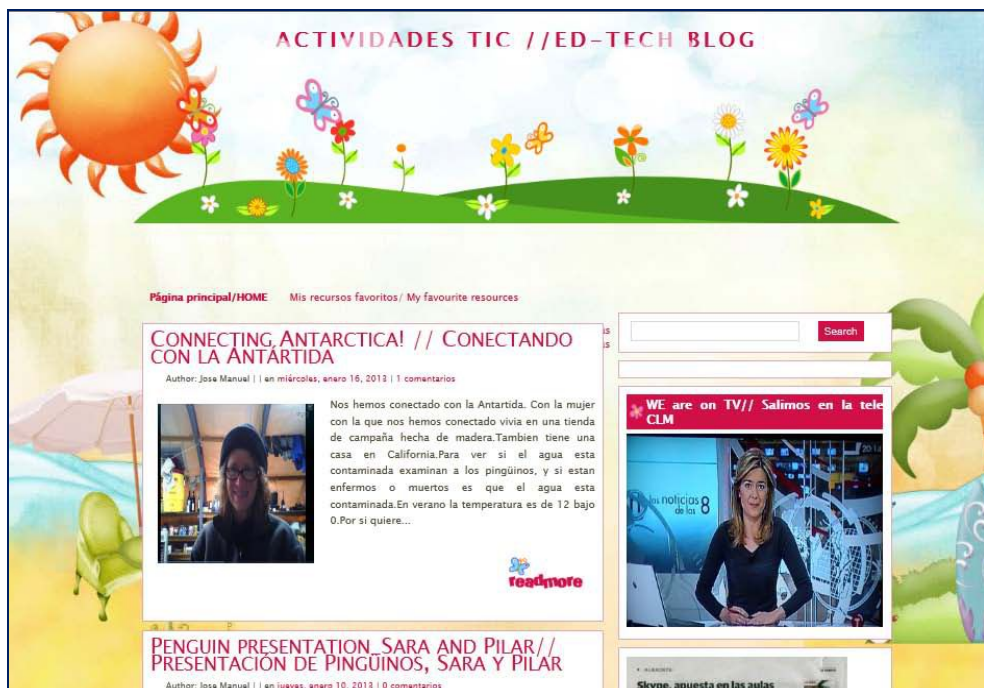 ACTIVIDADES TIC //ED-TECH BLOG
Página principal/HOME Mis recursos favoritos/ My favourite resources
CONNECTING ANTARCTICA! // CONECTANDO
CON LA ANTÁRTIDA
Author: Jose Manuel | | en miércoles, enero 16, 2013 | 1 comentarios
Nos hemos conectado con la Antartida. Con la mujer
con la que nos hemos conectado vivia en una tienda
de campaña hecha de madera.Tambien tiene una
casa en California.Para ver si el agua esta
contaminada examinan a los pingüinos, y si estan
enfermos o muertos es que el agua esta
contaminada.En verano la temperatura es de 12 bajo
0.Por si quiere...
readmore
PENGUIN PRESENTATION_SARA AND PILAR//
PRESENTACIÓN DE PINGÜINOS, SARA Y PILAR
Author: Jose Manuel | | en jueves, enero 10, 2013 | 0 comentarios
Search
WE are on TV// Salimos en la tele
CLM
las noticias
de las 8
Skype, apuesta en las aulas